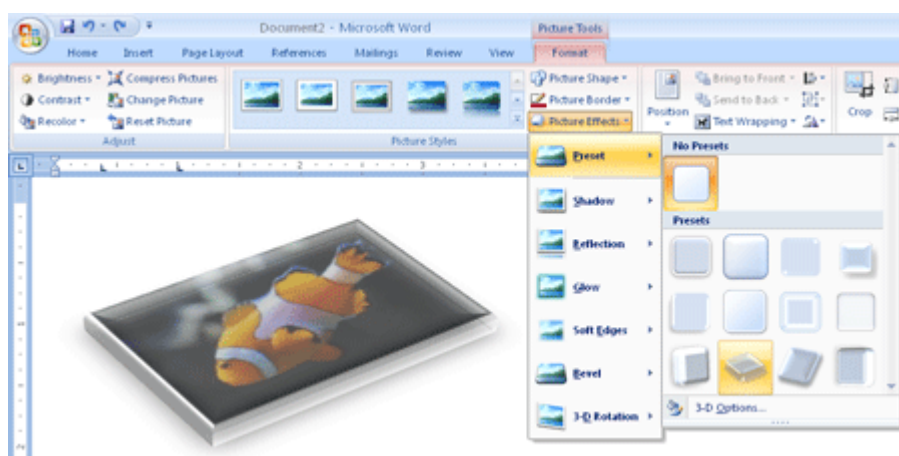 Document2 - Microsoft Word Picture Tools
Home Insert Page Layout References Mailings Review View Format
Brightness Compress Pictures Picture Shape Bring to Front
Contrast Change Picture Picture Border Send to Back
Recolor Reset Picture Picture Effects Position Text Wrapping Crop
Adjust Picture Styles
Preset
Shadow
Reflection
Glow
Soft Edges
Bevel
3-D Rotation
No Presets
Presets
3-D Options...